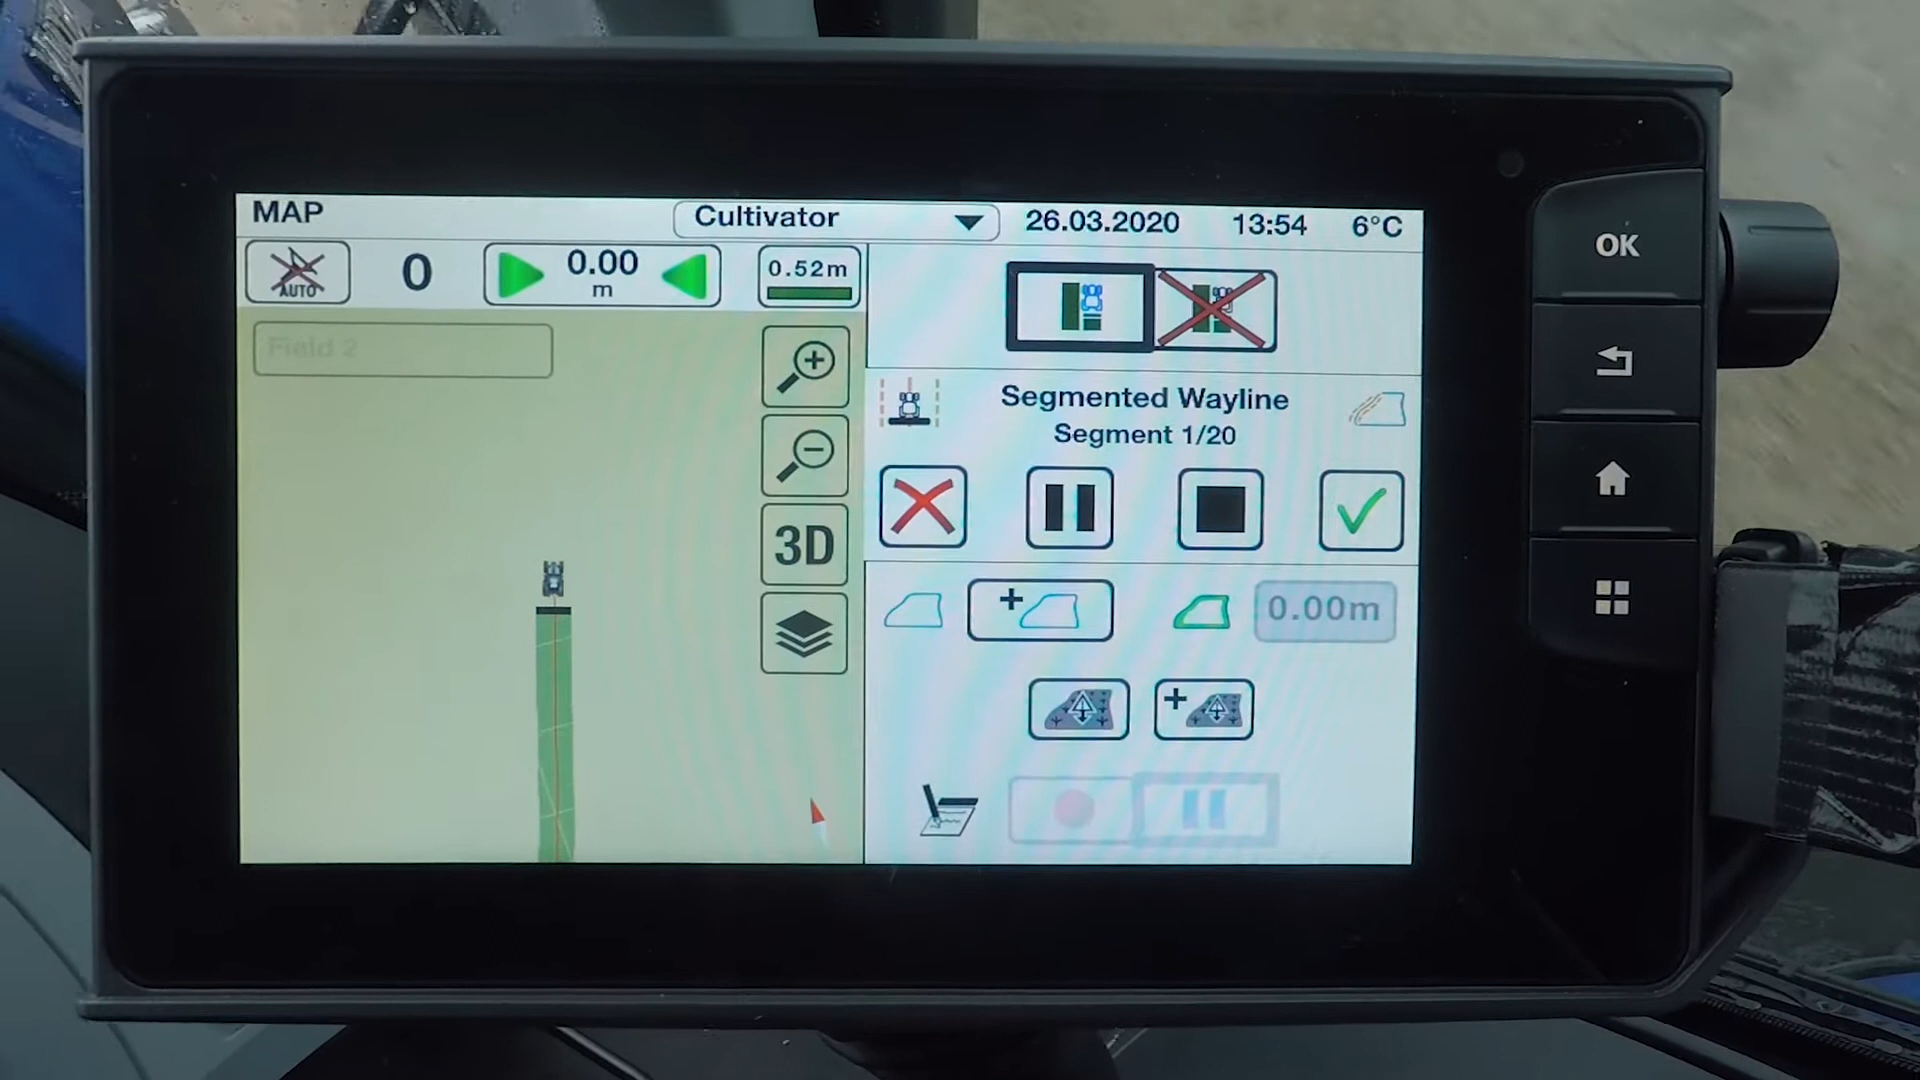 MAP
Cultivator
26.03.2020
13:54
6°C
AUTO
0
0.00
m
0.52m
Field 2
3D
Segmented Wayline
Segment 1/20
0.00m
OK